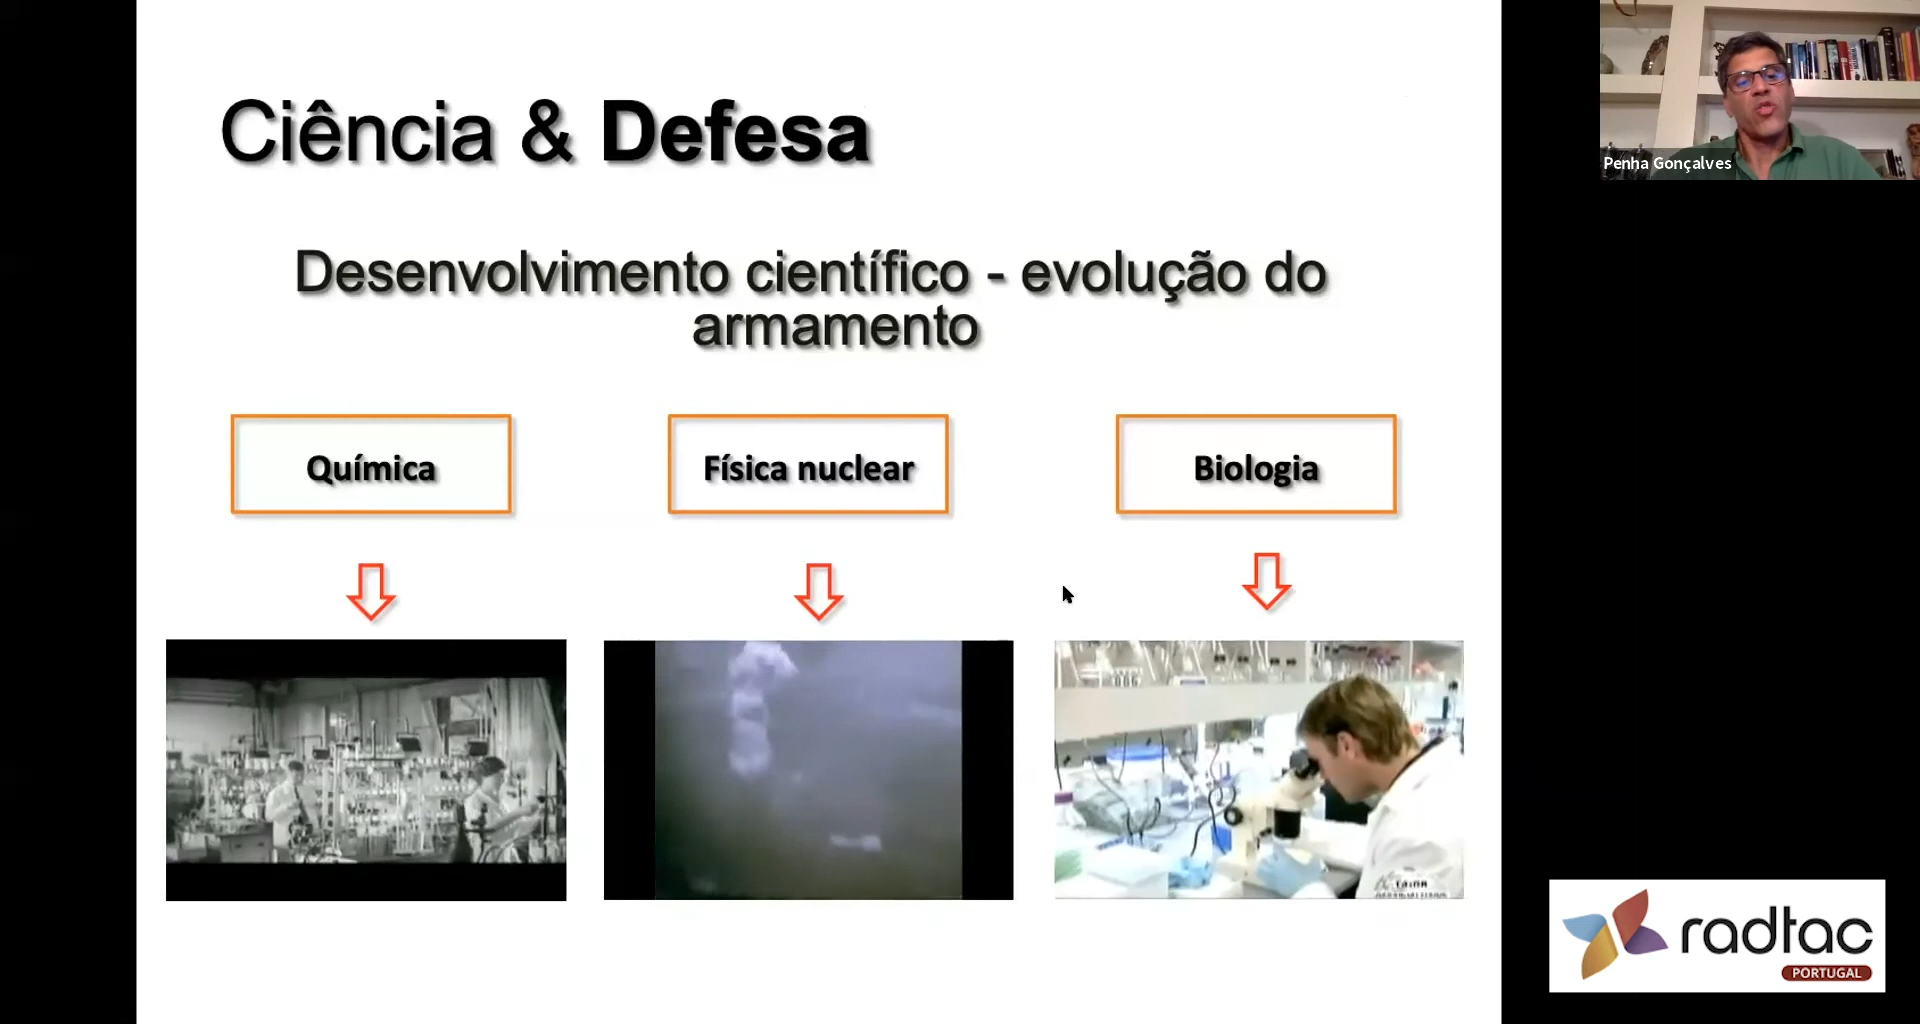 Ciência & Defesa
Desenvolvimento científico - evolução do
armamento
Química
Física nuclear
Biologia
Penha Gonçalves
radtac
PORTUGAL